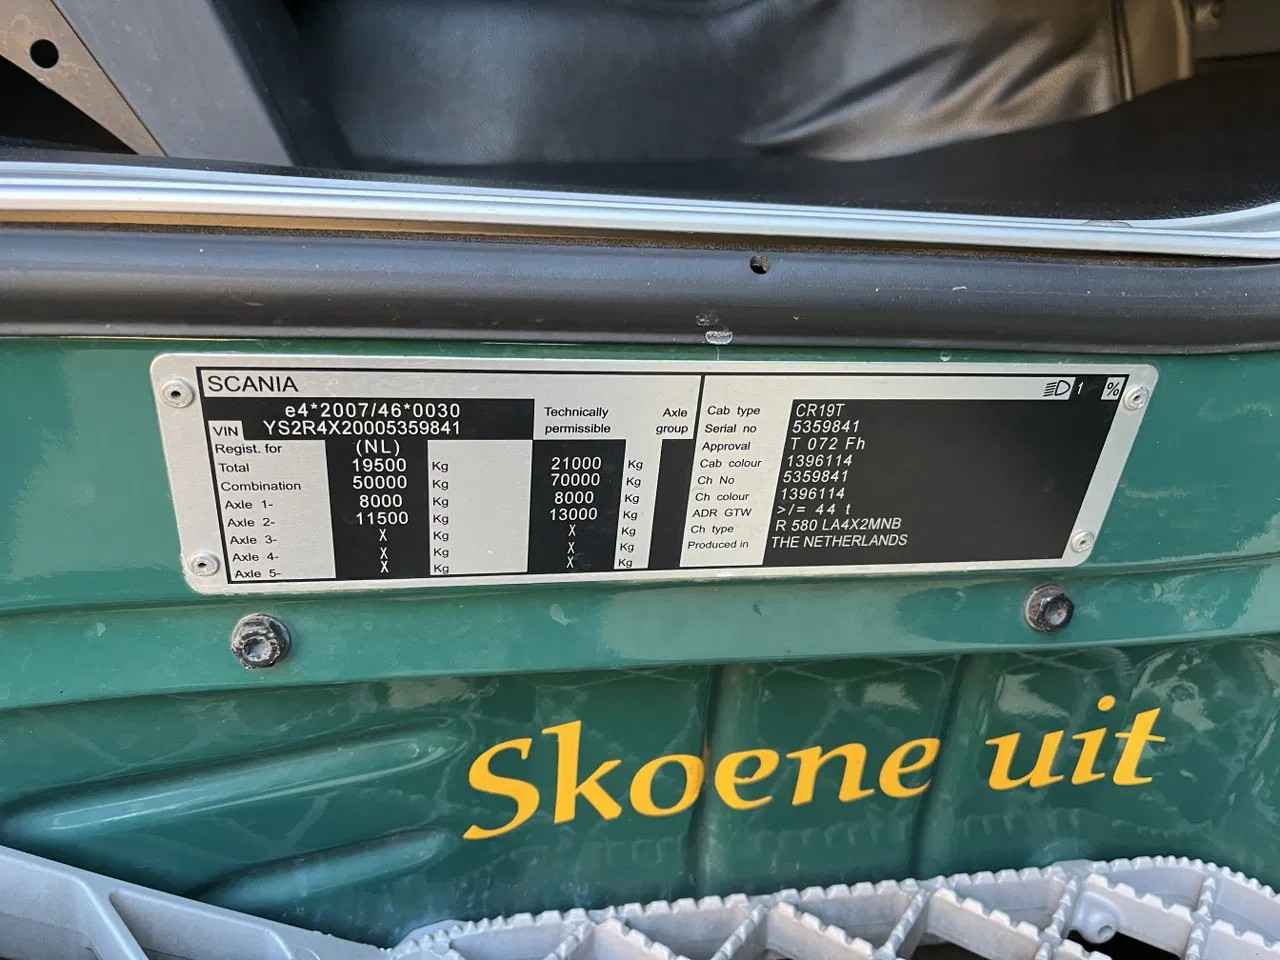 SCANIA
e4*2007/46*0030
VIN YS2R4X20005359841
Regist. for (NL)
Technically permissible
Axle group
Total 19500 Kg 21000 Kg
Combination 50000 Kg 70000 Kg
Axle 1- 8000 Kg 8000 Kg
Axle 2- 11500 Kg 13000 Kg
Axle 3- X Kg X Kg
Axle 4- X Kg X Kg
Axle 5- X Kg X Kg
1 %
Cab type CR19T
Serial no 5359841
Approval T 072 Fh
Cab colour 1396114
Ch No 5359841
Ch colour 1396114
ADR GTW >/= 44 t
Ch type R 580 LA4X2MNB
Produced in THE NETHERLANDS
Skoene uit